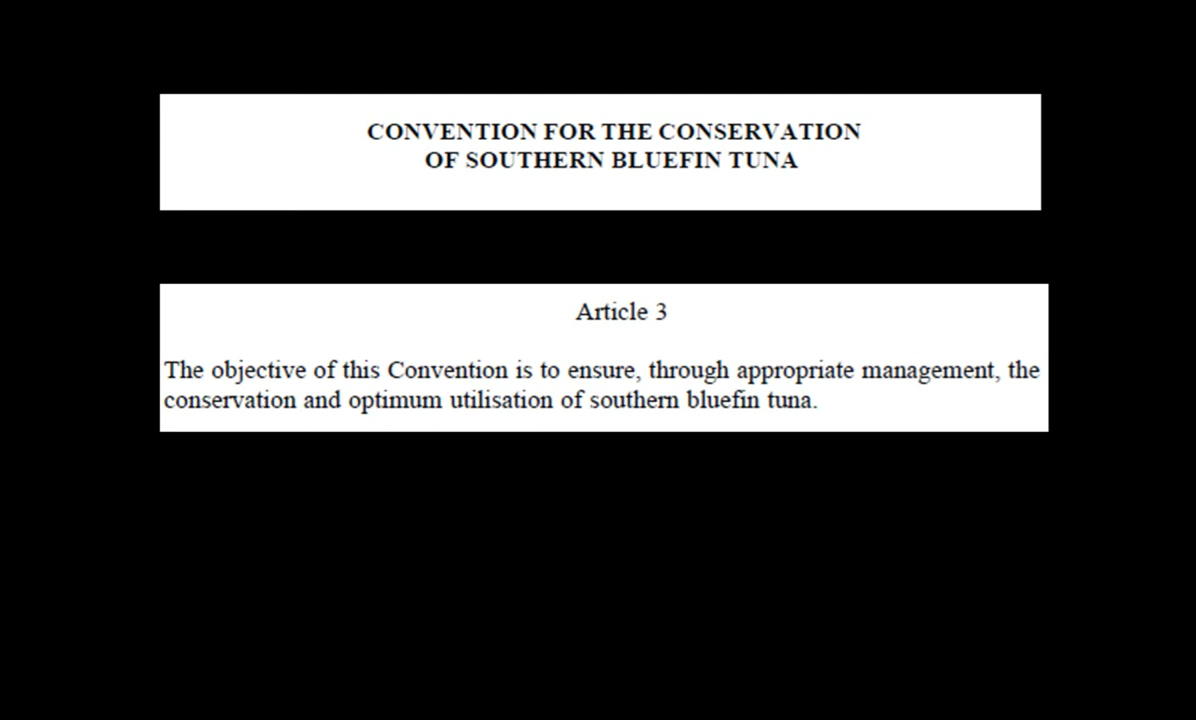 CONVENTION FOR THE CONSERVATION
OF SOUTHERN BLUEFIN TUNA
Article 3
The objective of this Convention is to ensure, through appropriate management, the
conservation and optimum utilisation of southern bluefin tuna.